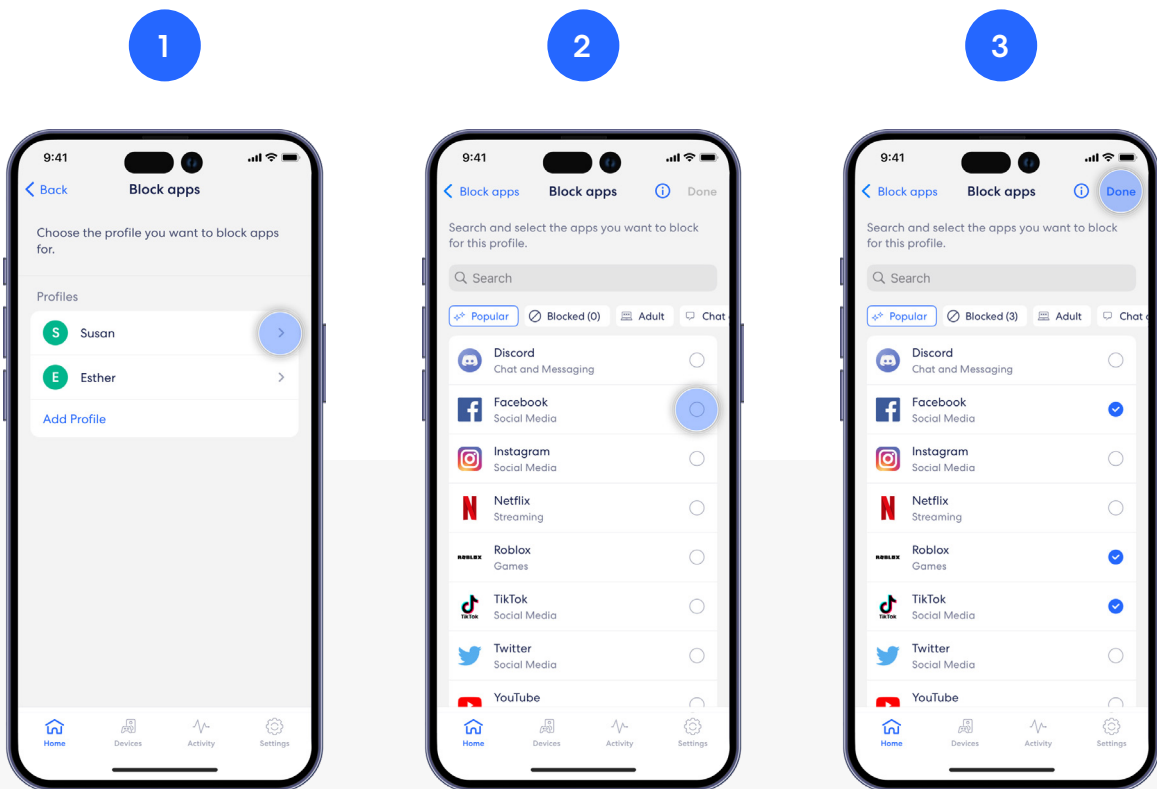 1
9:41
Back
Block apps
Choose the profile you want to block apps
for.
Profiles
S
Susan
E
Esther
Add Profile
Home
Devices
Activity
Settings
2
9:41
Block apps
Block apps
Done
Search and select the apps you want to block
for this profile.
Search
Popular
Blocked (0)
Adult
Chat
Discord
Chat and Messaging
Facebook
Social Media
Instagram
Social Media
Netflix
Streaming
ROBLOX
Roblox
Games
TikTok
TikTok
Social Media
Twitter
Social Media
YouTube
Home
Devices
Activity
Settings
3
9:41
Block apps
Block apps
Done
Search and select the apps you want to block
for this profile.
Search
Popular
Blocked (3)
Adult
Chat
Discord
Chat and Messaging
Facebook
Social Media
Instagram
Social Media
Netflix
Streaming
ROBLOX
Roblox
Games
TikTok
TikTok
Social Media
Twitter
Social Media
YouTube
Home
Devices
Activity
Settings